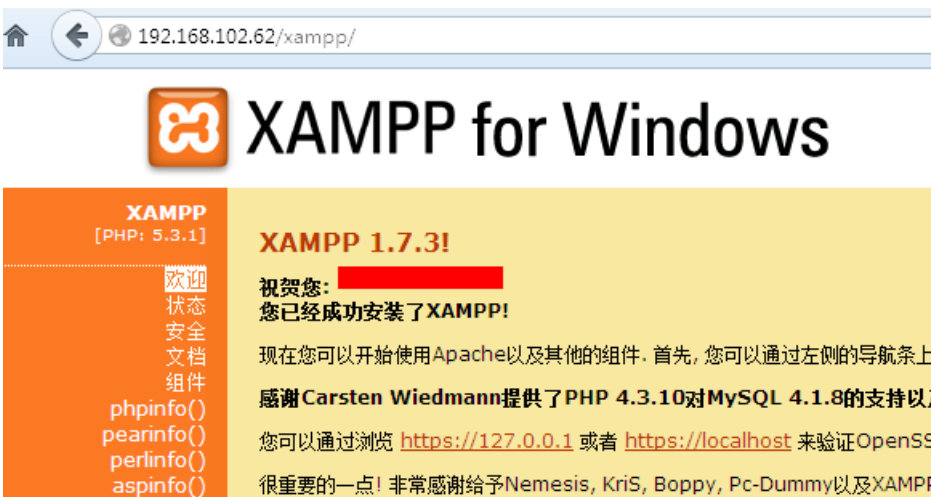 192.168.102.62/xampp/
XAMPP for Windows
XAMPP
[PHP: 5.3.1]
欢迎
状态
安全
文档
组件
phpinfo()
pearinfo()
perlinfo()
aspinfo()
XAMPP 1.7.3!
祝贺您:
您已经成功安装了XAMPP!
现在您可以开始使用Apache以及其他的组件. 首先, 您可以通过左侧的导航条上
感谢Carsten Wiedmann提供了PHP 4.3.10对MySQL 4.1.8的支持以及
您可以通过浏览 https://127.0.0.1 或者 https://localhost 来验证OpenSS
很重要的一点! 非常感谢给予Nemesis, KriS, Boppy, Pc-Dummy以及XAMPP